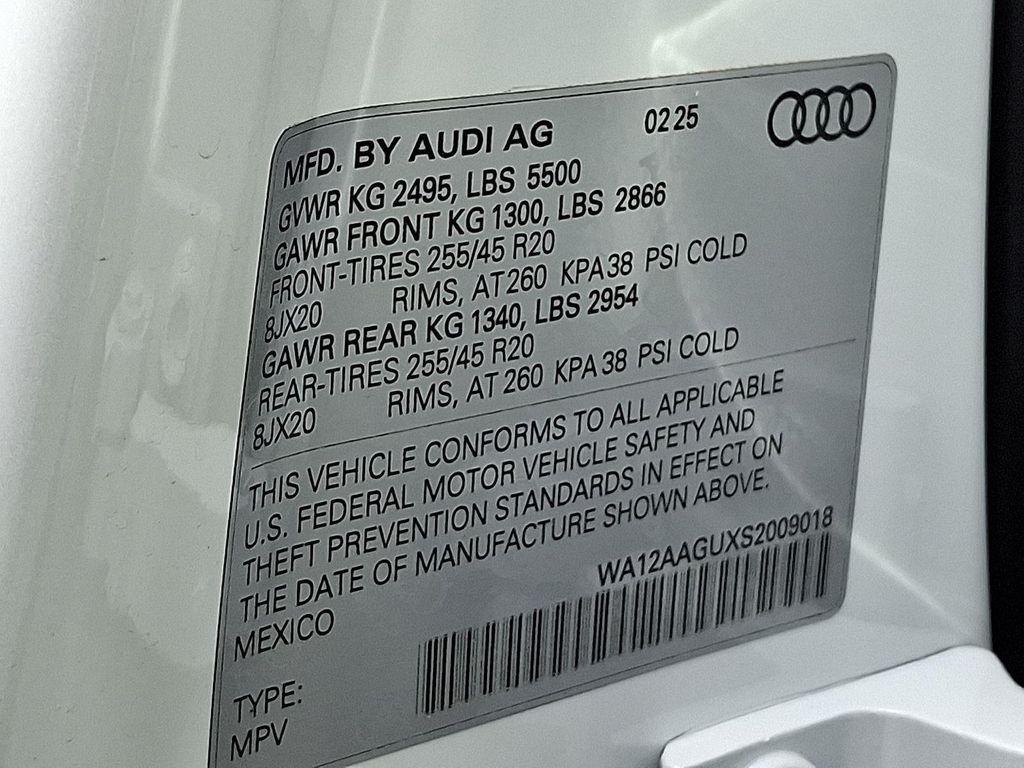 MFD. BY AUDI AG 02 25
GVWR KG 2495, LBS 5500
GAWR FRONT KG 1300, LBS 2866
FRONT-TIRES 255/45 R20
8JX20 RIMS, AT 260 KPA 38 PSI COLD
GAWR REAR KG 1340, LBS 2954
REAR-TIRES 255/45 R20
8JX20 RIMS, AT 260 KPA 38 PSI COLD
THIS VEHICLE CONFORMS TO ALL APPLICABLE
U.S. FEDERAL MOTOR VEHICLE SAFETY AND
THEFT PREVENTION STANDARDS IN EFFECT ON
THE DATE OF MANUFACTURE SHOWN ABOVE.
MEXICO WA12AAGUXS2009018
TYPE:
MPV